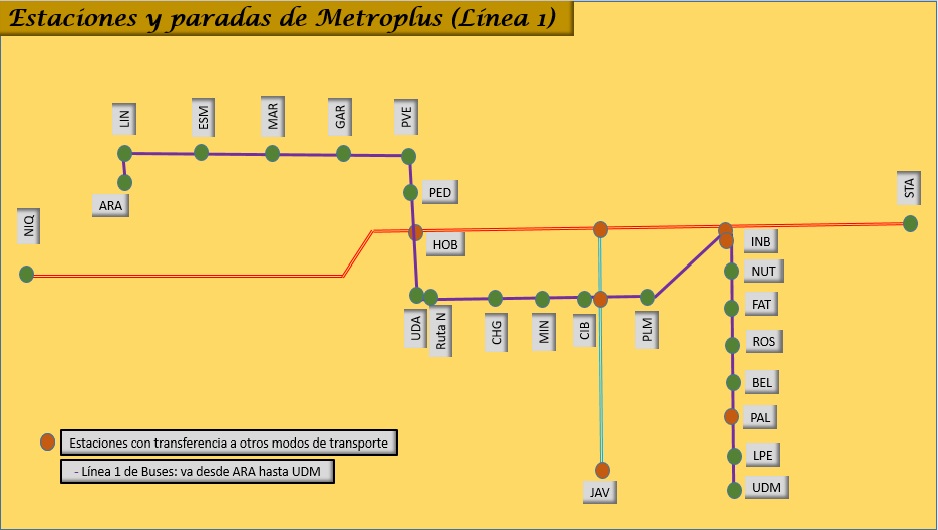 Estaciones y paradas de Metroplus (Línea 1)
LIN
ESM
MAR
GAR
PVE
STA
PED
ARA
NIQ
HOB
INB
NUT
FAT
UDA
Ruta N
CHG
MIN
CIB
PLM
ROS
BEL
PAL
Estaciones con transferencia a otros modos de transporte
LPE
- Línea 1 de Buses: va desde ARA hasta UDM
UDM
JAV